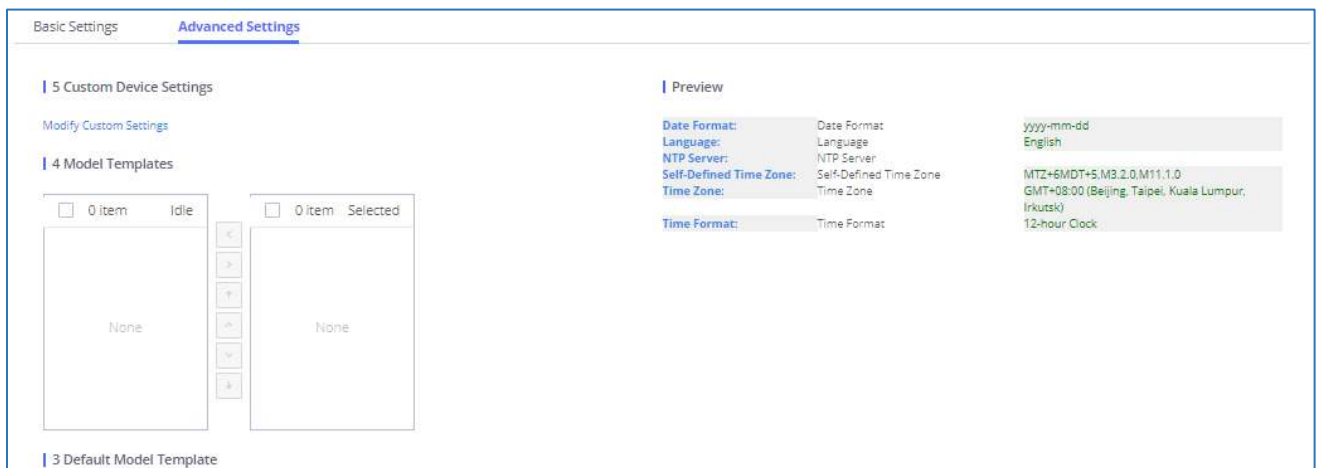 Basic Settings Advanced Settings
5 Custom Device Settings
Modify Custom Settings
4 Model Templates
0 item Idle
0 item Selected
None
None
3 Default Model Template
Preview
Date Format: Date Format yyyy-mm-dd
Language: Language English
NTP Server: NTP Server
Self-Defined Time Zone: Self-Defined Time Zone MTZ+6MDT+5,M3.2.0,M11.1.0
Time Zone: Time Zone GMT+08:00 (Beijing, Taipei, Kuala Lumpur,
Irkutsk)
Time Format: Time Format 12-hour Clock